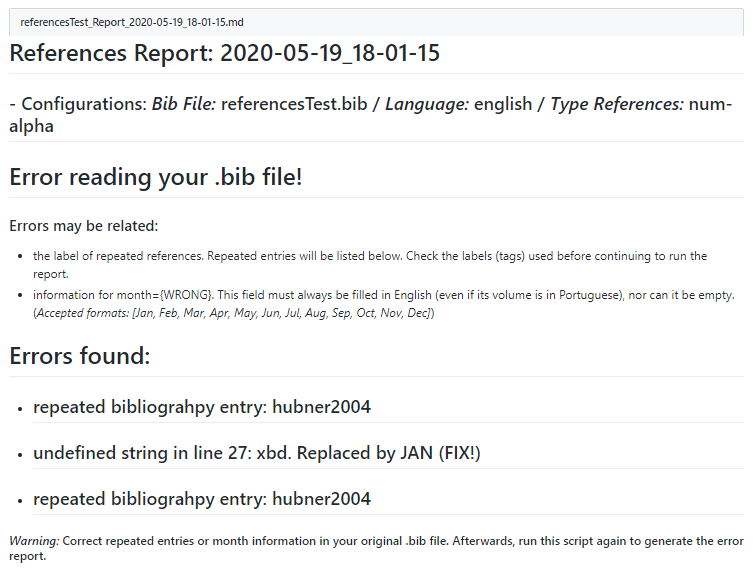 referencesTest_Report_2020-05-19_18-01-15.md
References Report: 2020-05-19_18-01-15
- Configurations: Bib File: referencesTest.bib / Language: english / Type References: num-
alpha
Error reading your .bib file!
Errors may be related:
• the label of repeated references. Repeated entries will be listed below. Check the labels (tags) used before continuing to run the
report.
• information for month={WRONG}. This field must always be filled in English (even if its volume is in Portuguese), nor can it be empty.
(Accepted formats: [Jan, Feb, Mar, Apr, May, Jun, Jul, Aug, Sep, Oct, Nov, Dec])
Errors found:
• repeated bibliograhpy entry: hubner2004
• undefined string in line 27: xbd. Replaced by JAN (FIX!)
• repeated bibliograhpy entry: hubner2004
Warning: Correct repeated entries or month information in your original .bib file. Afterwards, run this script again to generate the error
report.